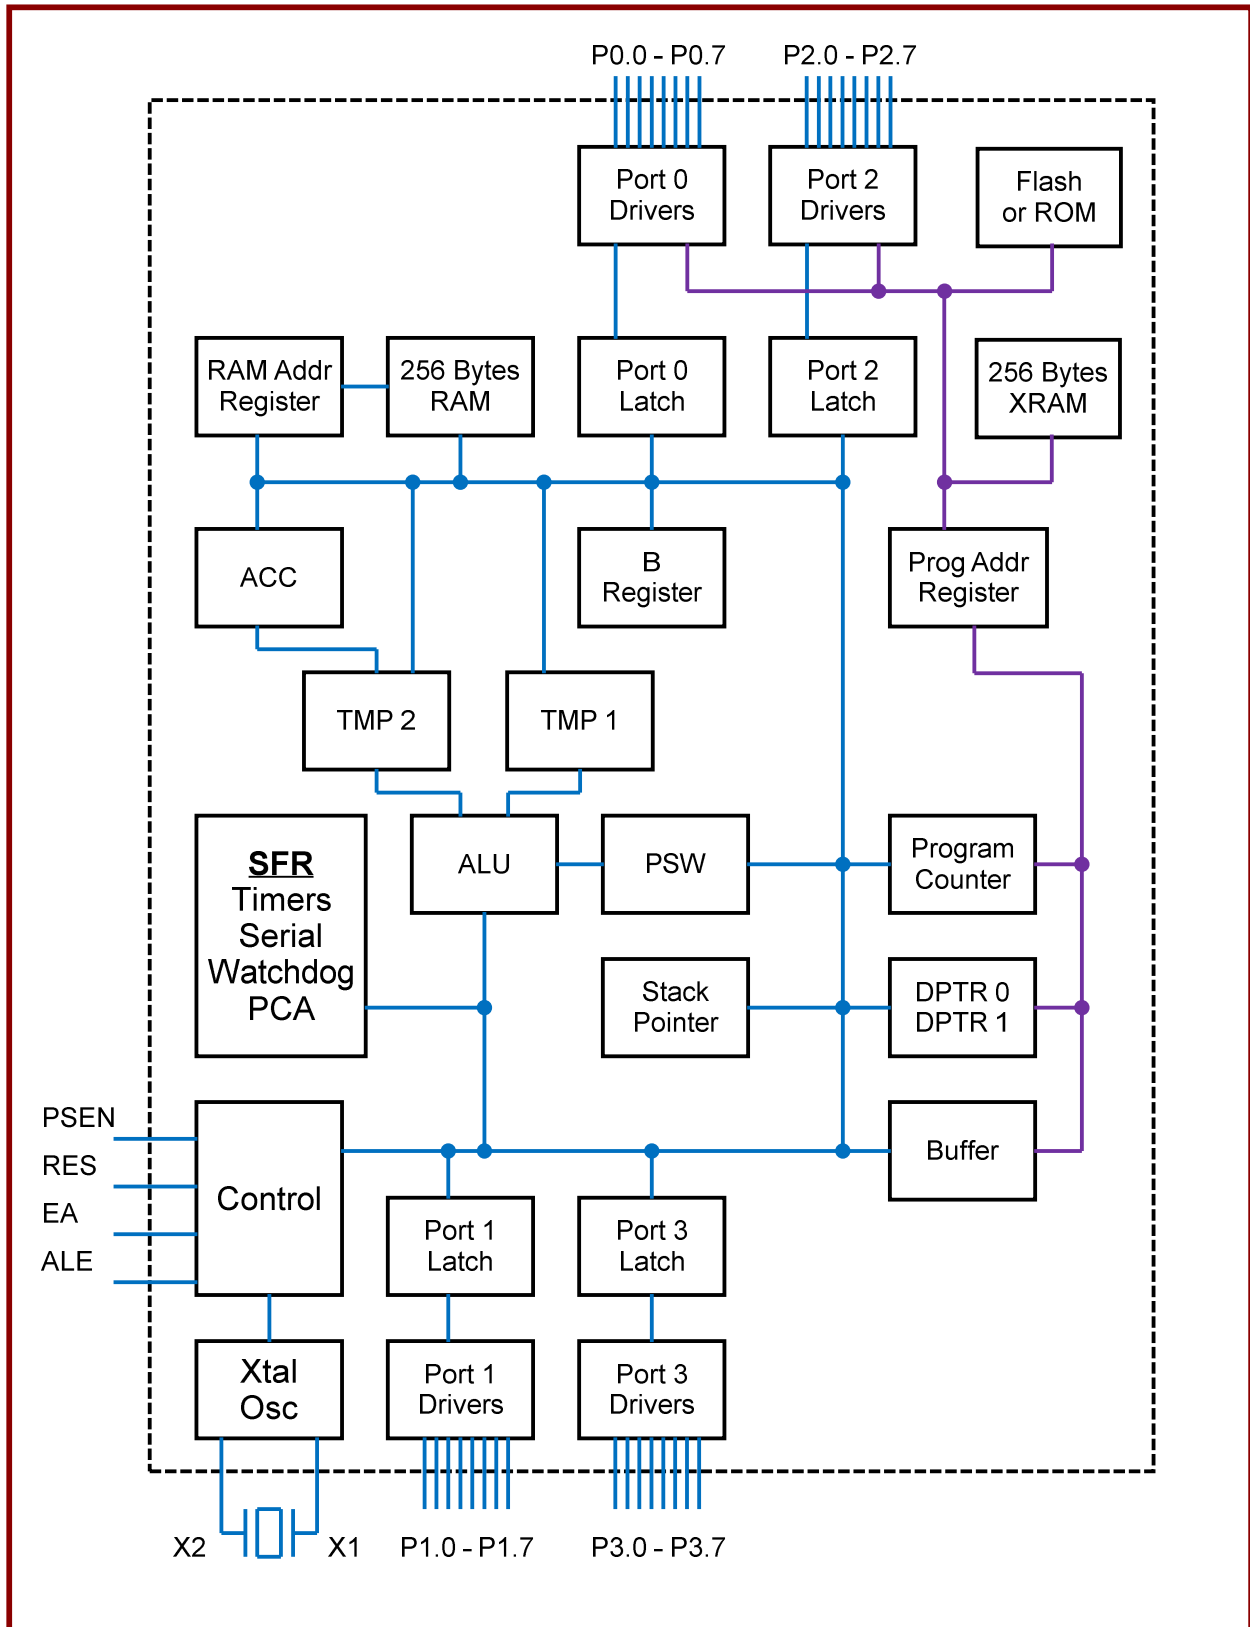 P0.0 - P0.7
P2.0 - P2.7
Port 0
Drivers
Port 2
Drivers
Flash
or ROM
RAM Addr
Register
256 Bytes
RAM
Port 0
Latch
Port 2
Latch
256 Bytes
XRAM
ACC
B
Register
Prog Addr
Register
TMP 2
TMP 1
SFR
Timers
Serial
Watchdog
PCA
ALU
PSW
Program
Counter
Stack
Pointer
DPTR 0
DPTR 1
PSEN
RES
EA
ALE
Control
Port 1
Latch
Port 3
Latch
Buffer
Xtal
Osc
Port 1
Drivers
Port 3
Drivers
X2
X1
P1.0 - P1.7
P3.0 - P3.7